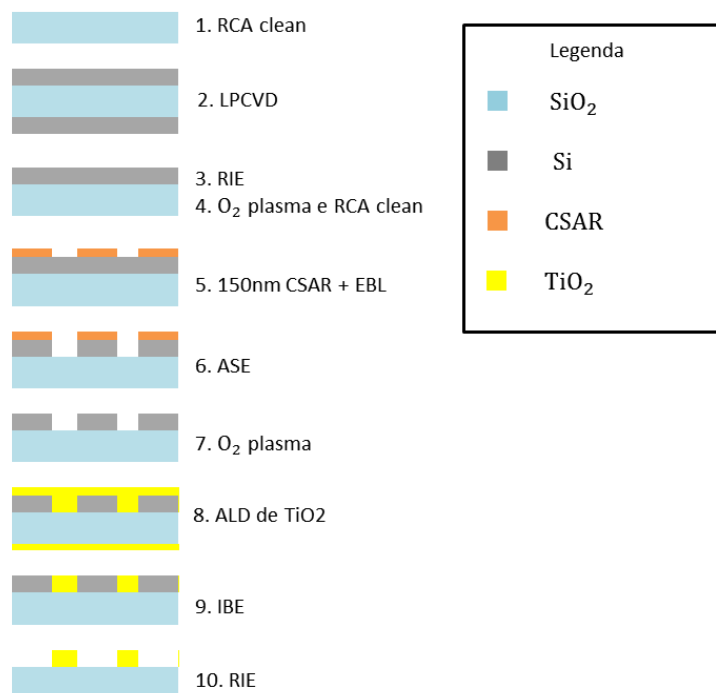 1. RCA clean
2. LPCVD
3. RIE
4. O₂ plasma e RCA clean
5. 150nm CSAR + EBL
6. ASE
7. O₂ plasma
8. ALD de TiO2
9. IBE
10. RIE
Legenda
SiO₂
Si
CSAR
TiO₂